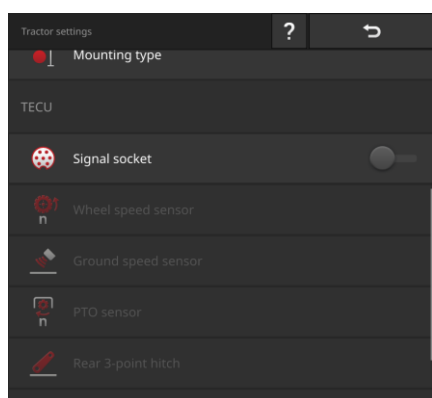 Tractor settings
?
Mounting type
TECU
Signal socket
Wheel speed sensor
n
Ground speed sensor
PTO sensor
n
Rear 3-point hitch